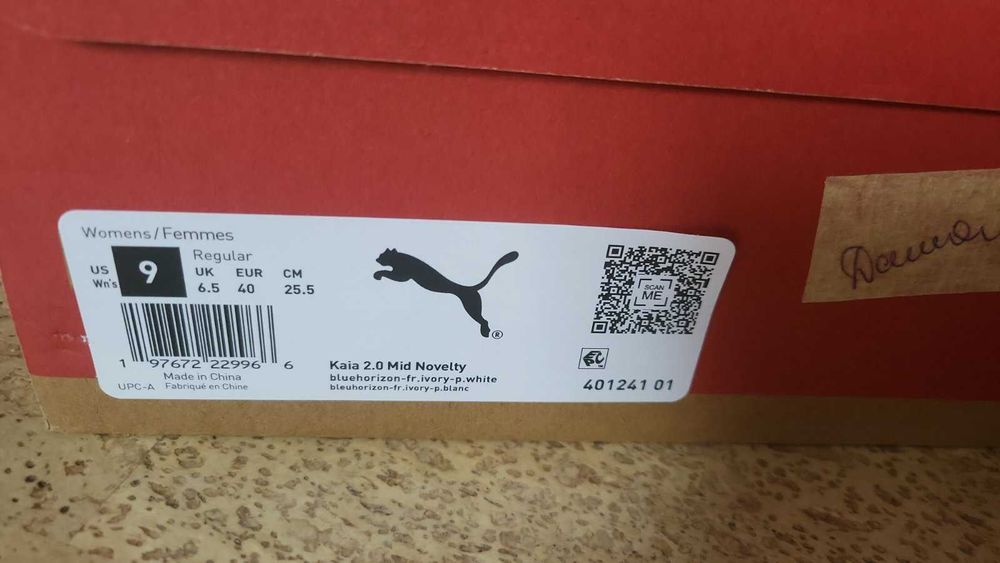 Womens/Femmes
Regular
US Wn's 9 UK 6.5 EUR 40 CM 25.5
1 97672 22996 6
Made in China
UPC-A Fabriqué en Chine
®
Kaia 2.0 Mid Novelty
bluehorizon-fr.ivory-p.white
bleuhorizon-fr.ivory-p.blanc
SCAN
ME
401241 01